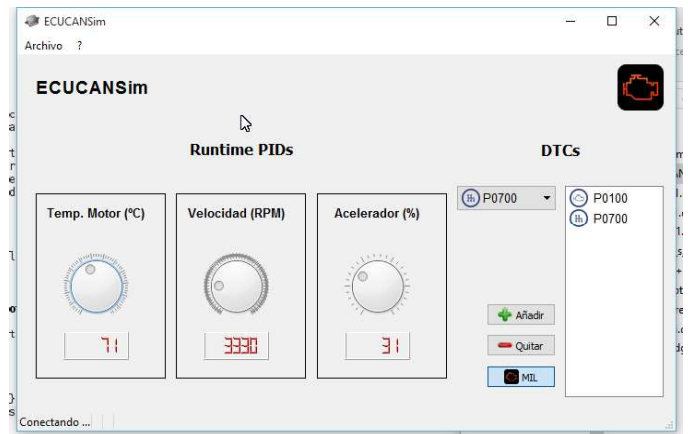 ECUCANSim
Archivo ?
ECUCANSim
Runtime PIDs
DTCs
Temp. Motor (ºC)
Velocidad (RPM)
Acelerador (%)
71
3330
31
P0700
P0100
P0700
Añadir
Quitar
MIL
Conectando ...